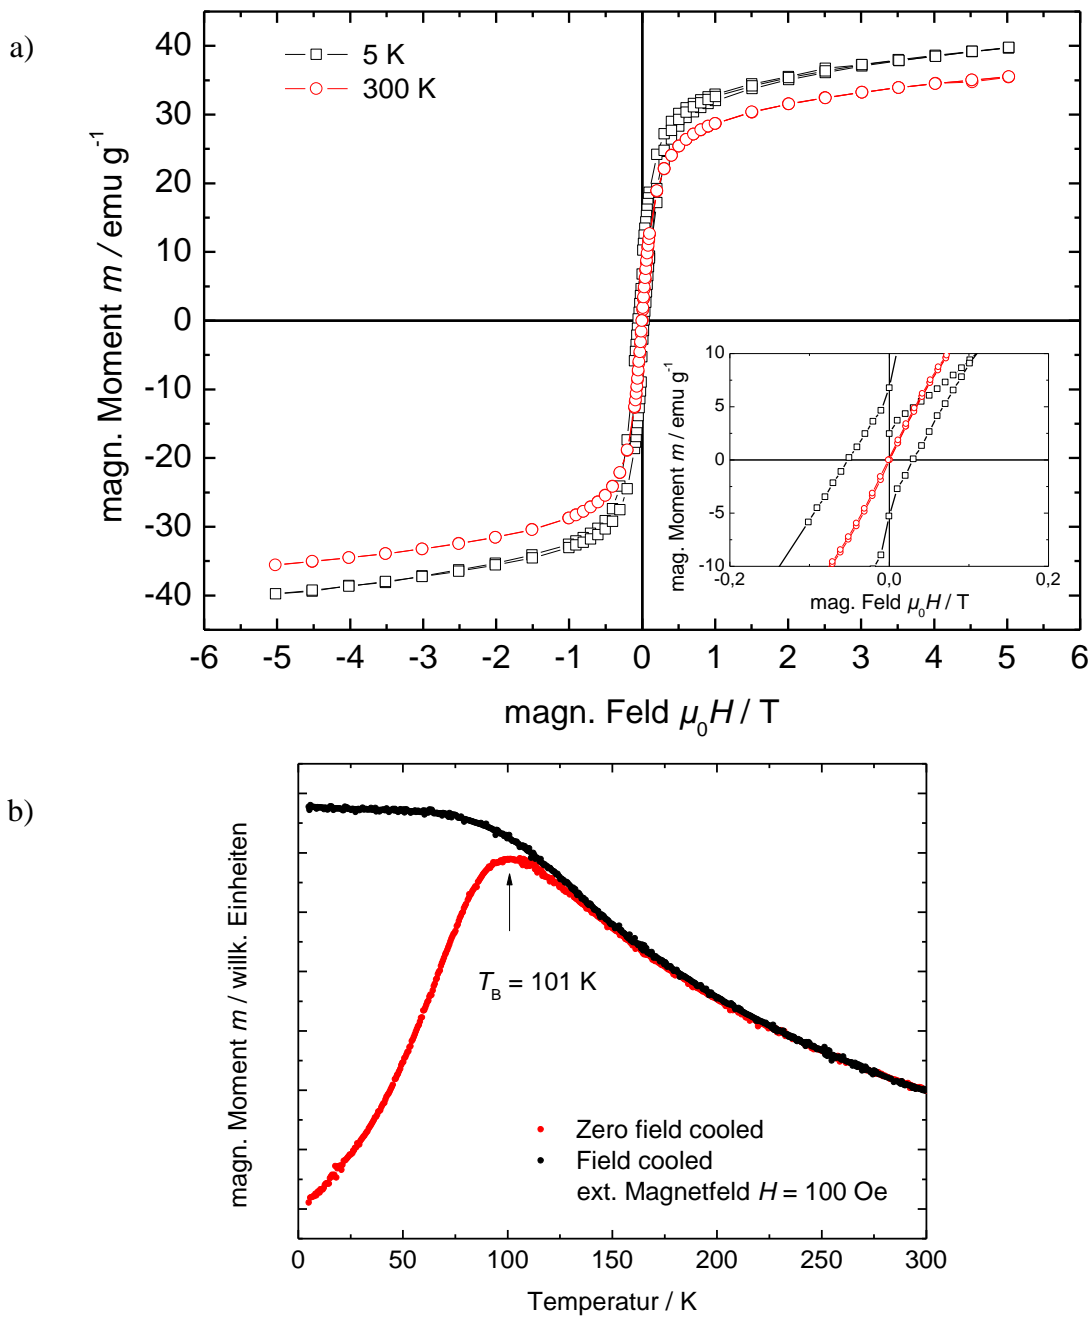 a)
5 K
300 K
magn. Moment m / emu g⁻¹
40
30
20
10
0
-10
-20
-30
-40
-6 -5 -4 -3 -2 -1 0 1 2 3 4 5 6
magn. Feld μ₀H / T
mag. Moment m / emu g⁻¹
10
5
0
-5
-10
-0,2 0,0 0,2
mag. Feld μ₀H / T
b)
magn. Moment m / willk. Einheiten
T_B = 101 K
Zero field cooled
Field cooled
ext. Magnetfeld H = 100 Oe
0 50 100 150 200 250 300
Temperatur / K